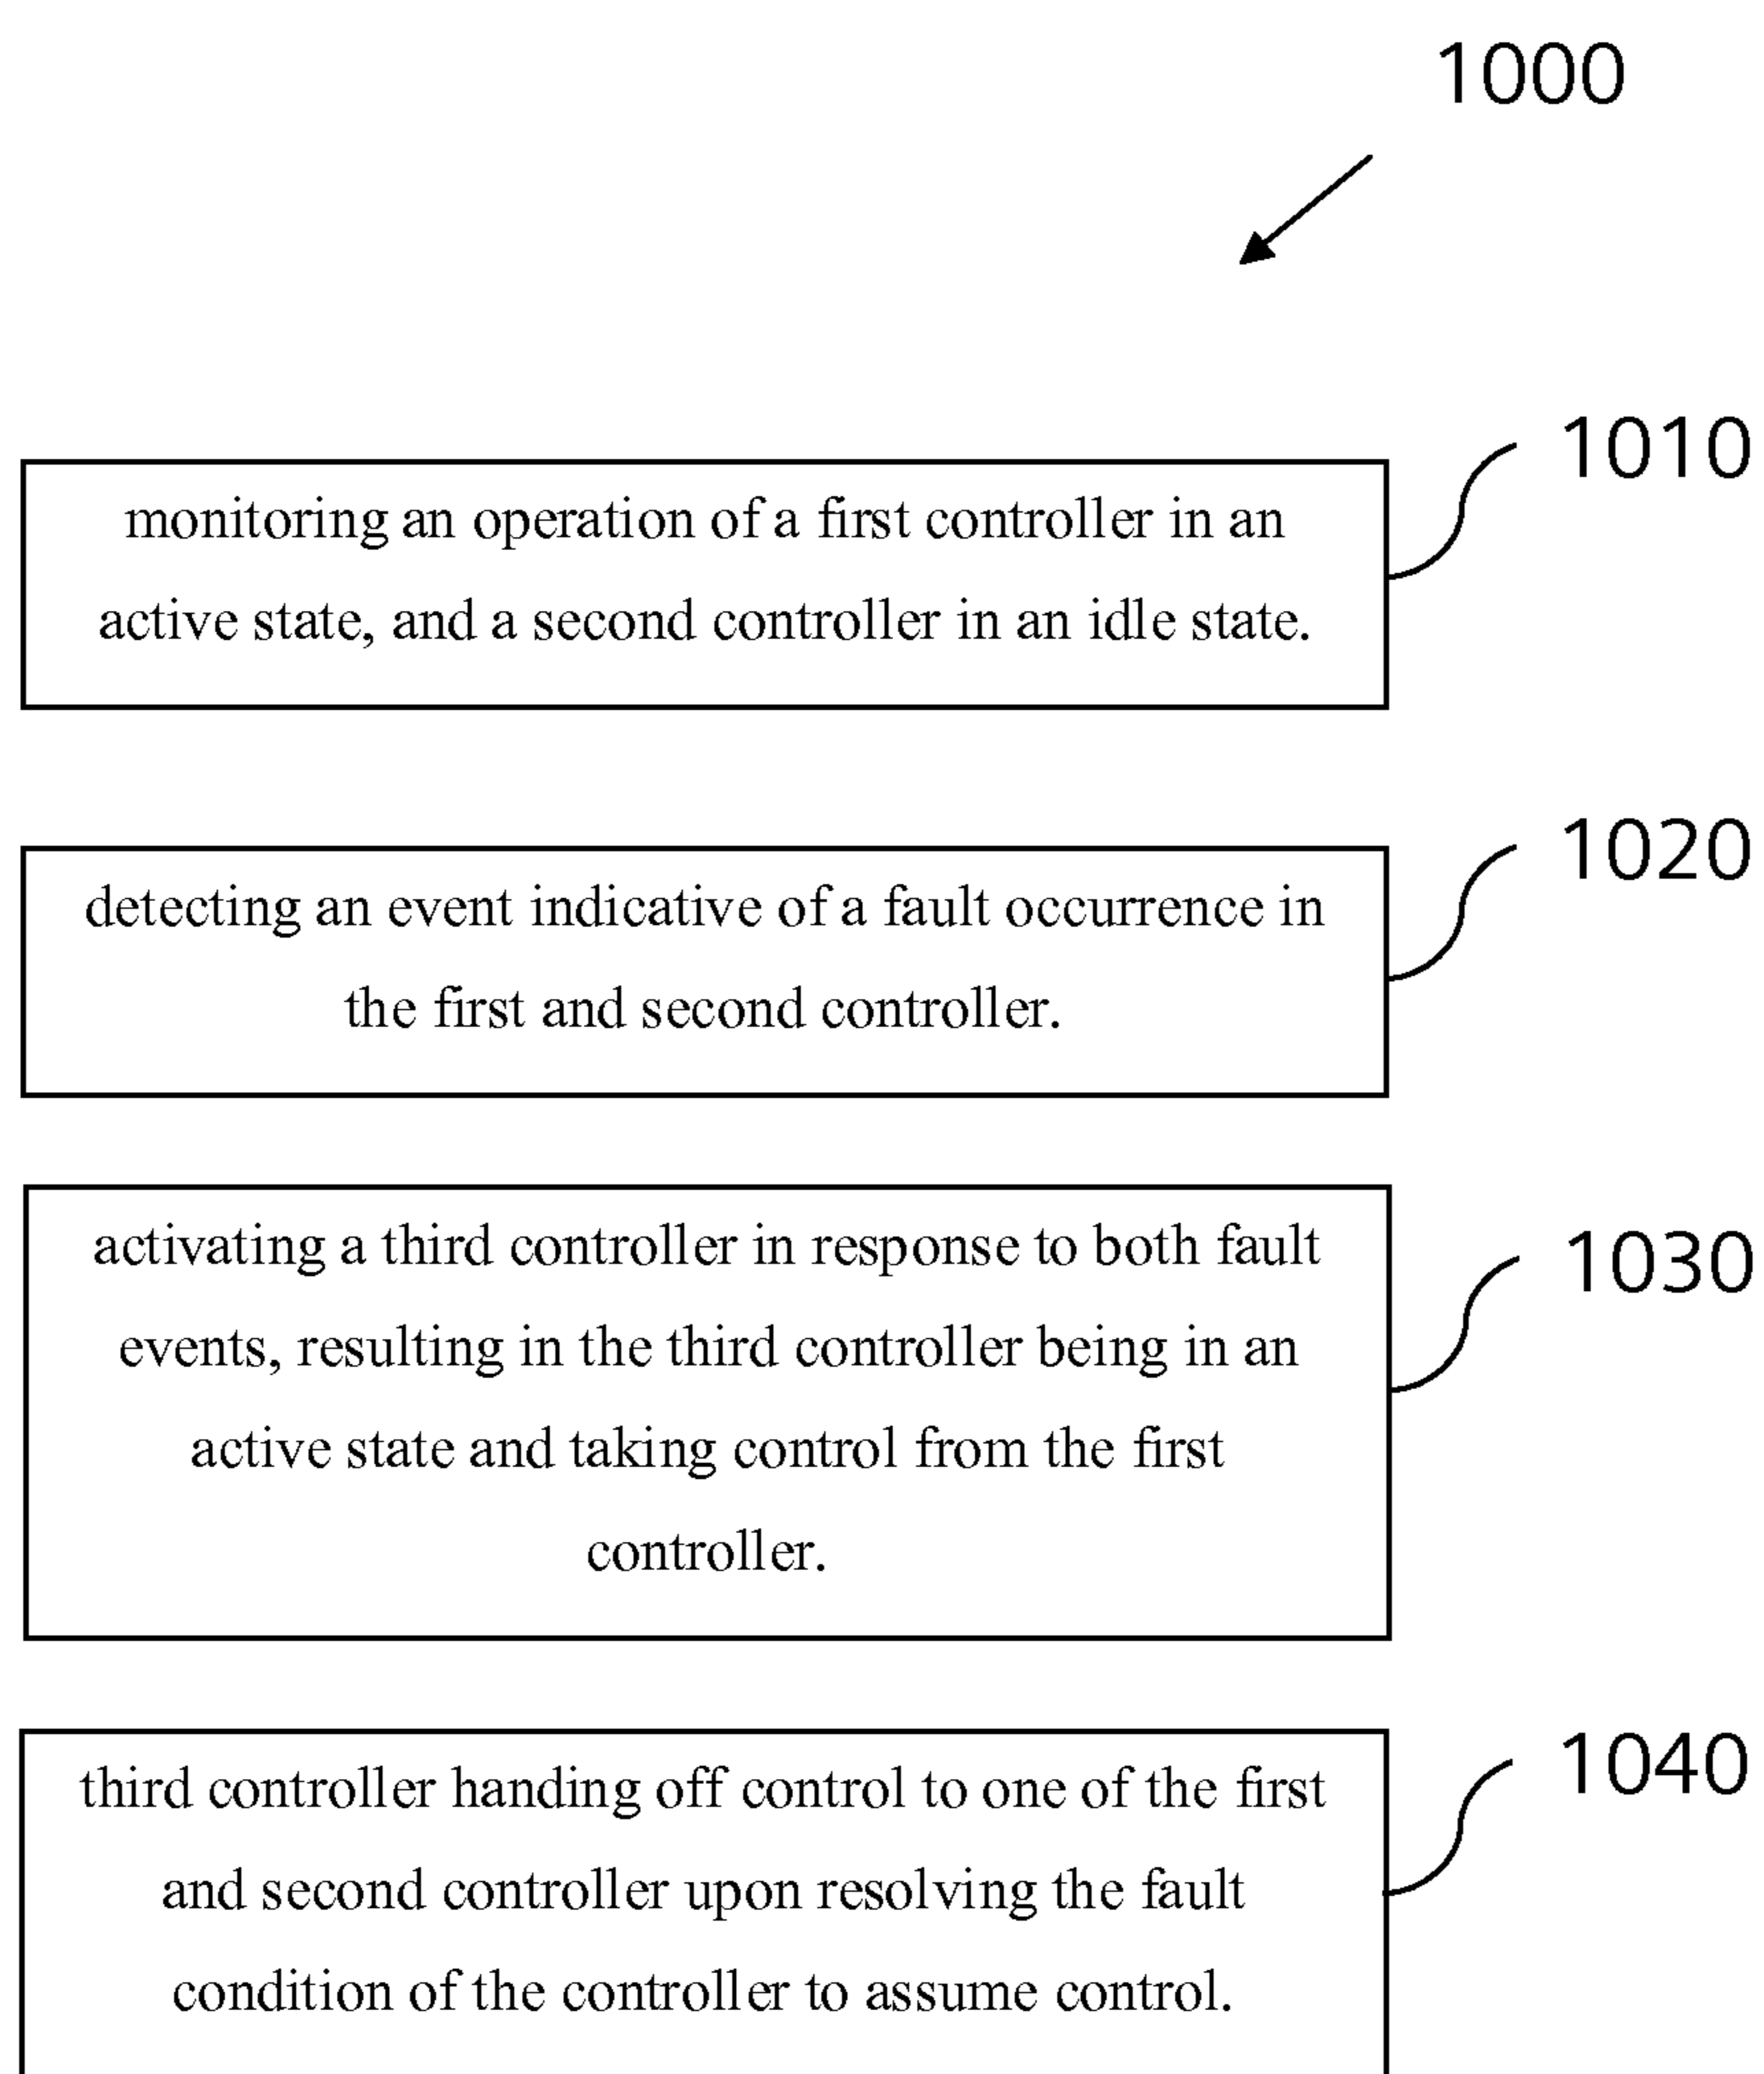 1000
1010
monitoring an operation of a first controller in an
active state, and a second controller in an idle state.
1020
detecting an event indicative of a fault occurrence in
the first and second controller.
1030
activating a third controller in response to both fault
events, resulting in the third controller being in an
active state and taking control from the first
controller.
1040
third controller handing off control to one of the first
and second controller upon resolving the fault
condition of the controller to assume control.